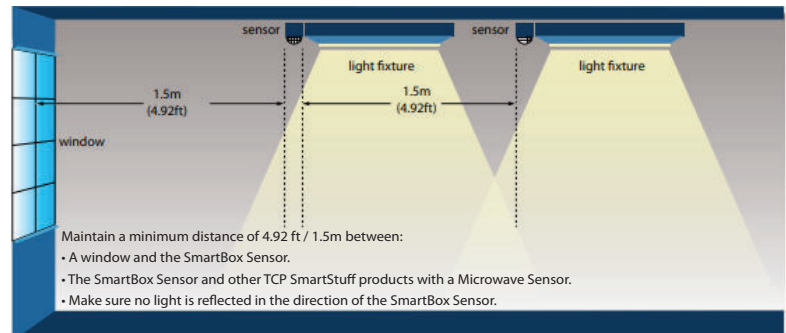 sensor
sensor
light fixture
light fixture
1.5m
(4.92ft)
1.5m
(4.92ft)
window
Maintain a minimum distance of 4.92 ft / 1.5m between:
• A window and the SmartBox Sensor.
• The SmartBox Sensor and other TCP SmartStuff products with a Microwave Sensor.
• Make sure no light is reflected in the direction of the SmartBox Sensor.